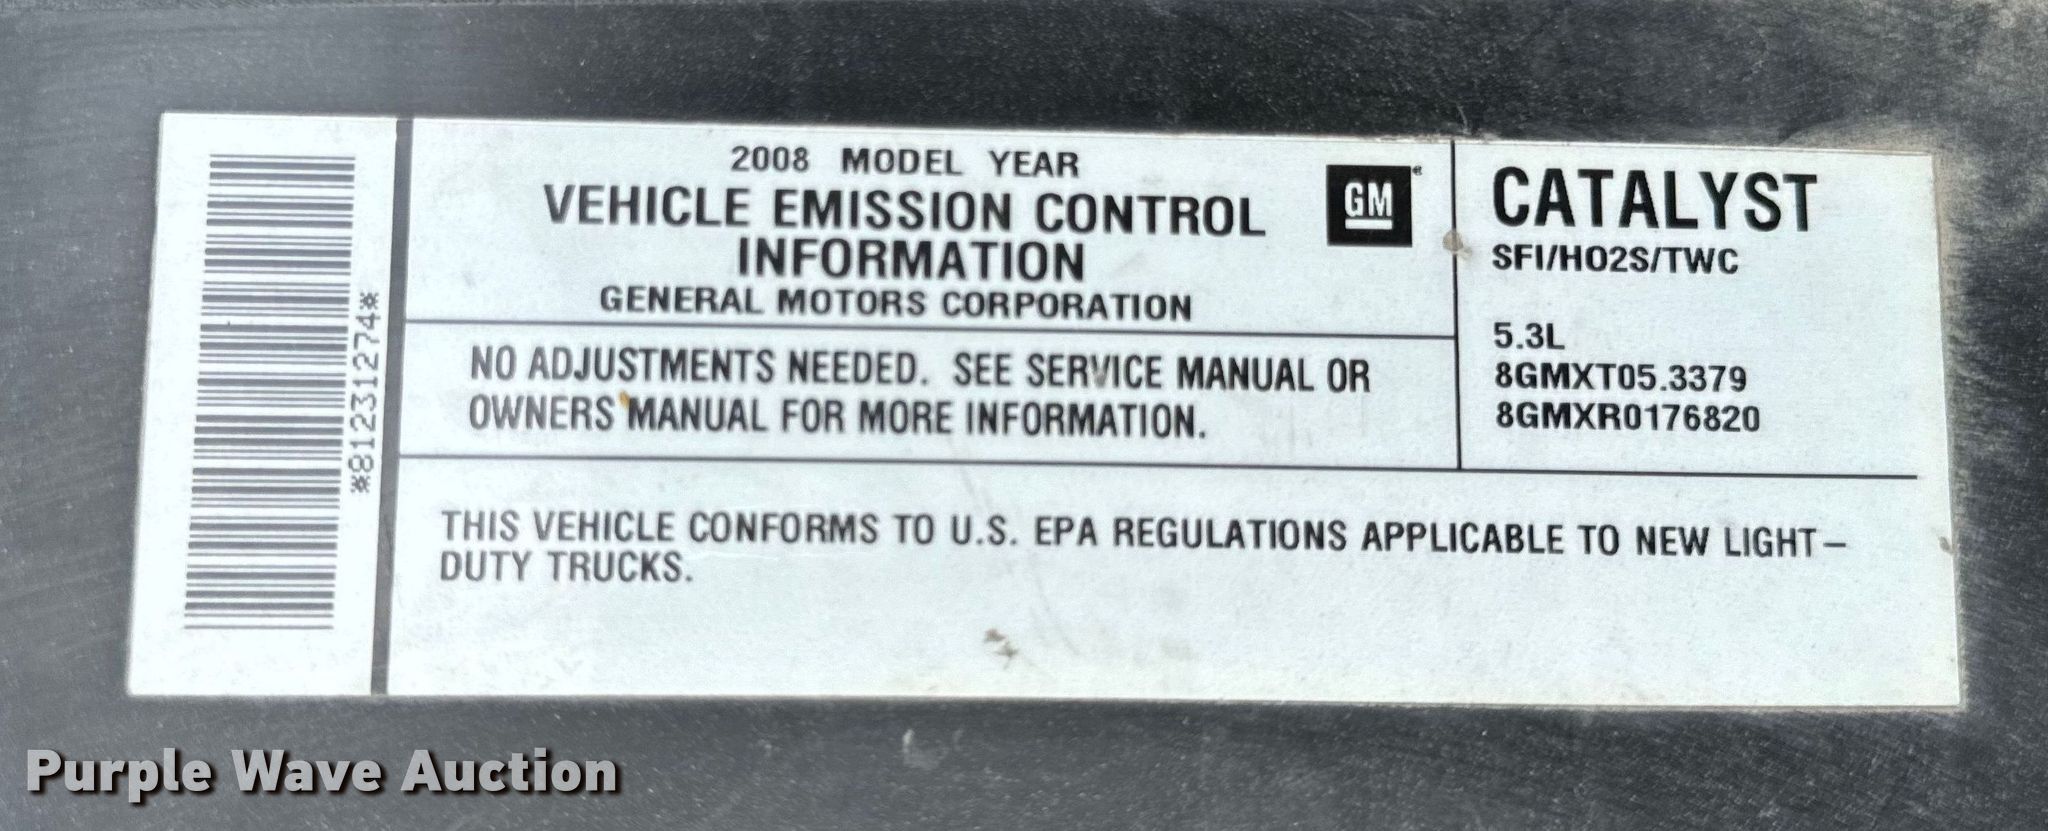 *81231274*
2008 MODEL YEAR
VEHICLE EMISSION CONTROL
INFORMATION
GENERAL MOTORS CORPORATION
GM
NO ADJUSTMENTS NEEDED. SEE SERVICE MANUAL OR
OWNERS MANUAL FOR MORE INFORMATION.
CATALYST
SFI/HO2S/TWC
5.3L
8GMXT05.3379
8GMXR0176820
THIS VEHICLE CONFORMS TO U.S. EPA REGULATIONS APPLICABLE TO NEW LIGHT-
DUTY TRUCKS.
Purple Wave Auction